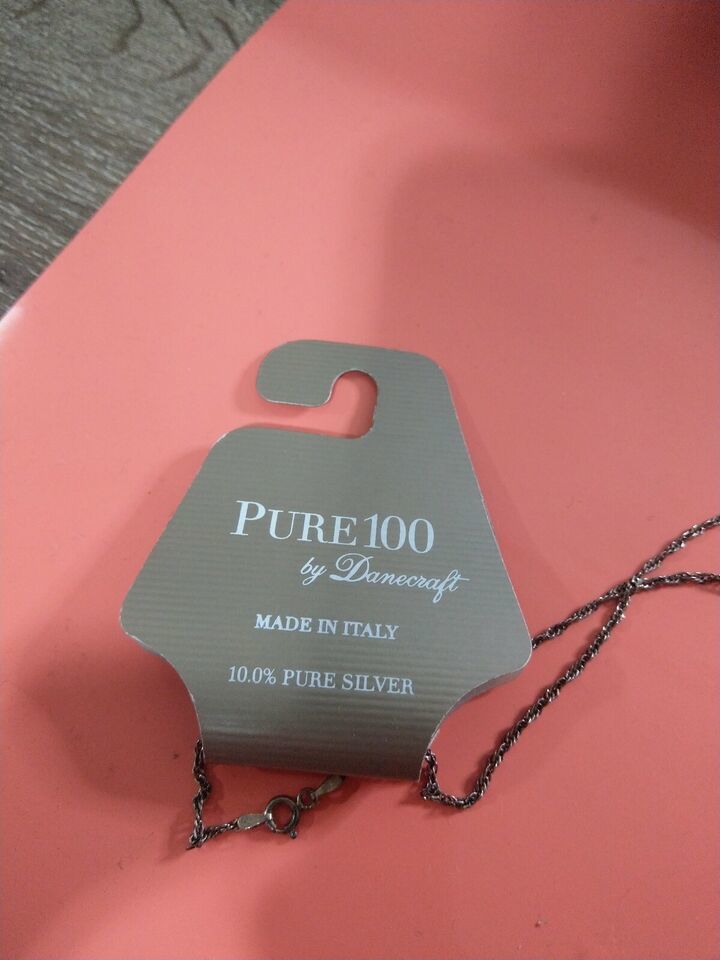 PURE 100
by Danecraft
MADE IN ITALY
10.0% PURE SILVER